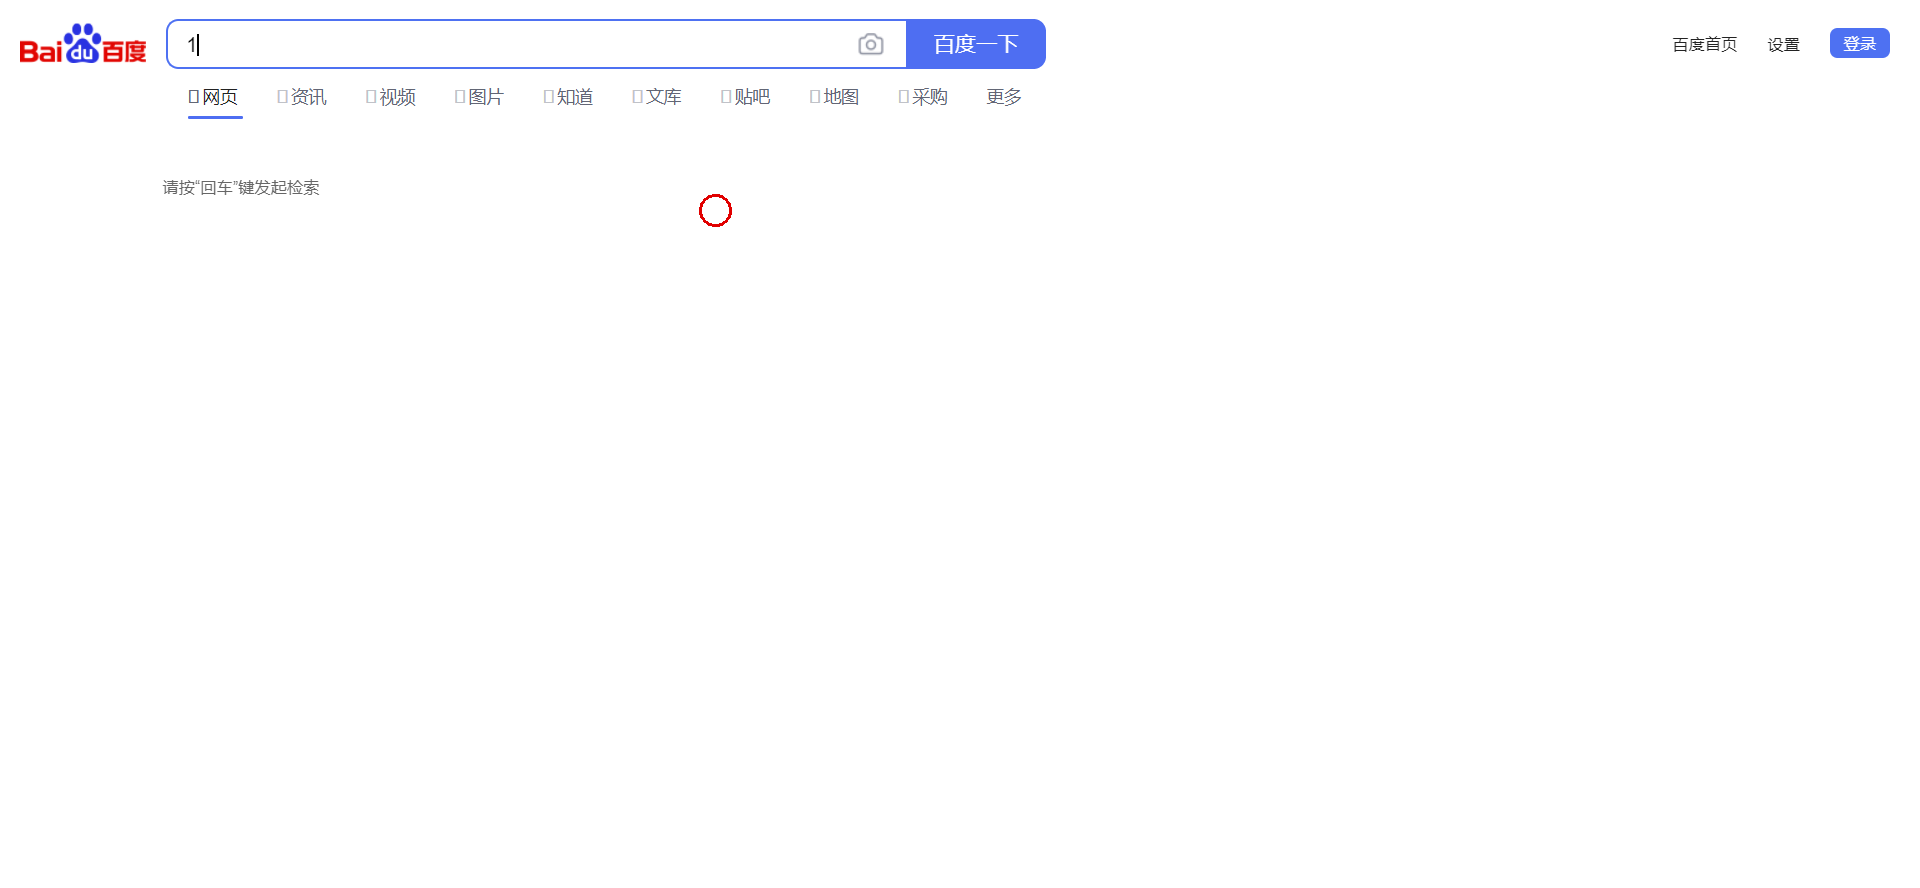 Bai du 百度 1 百度一下 百度首页 设置 登录
网页 资讯 视频 图片 知道 文库 贴吧 地图 采购 更多
请按“回车”键发起检索